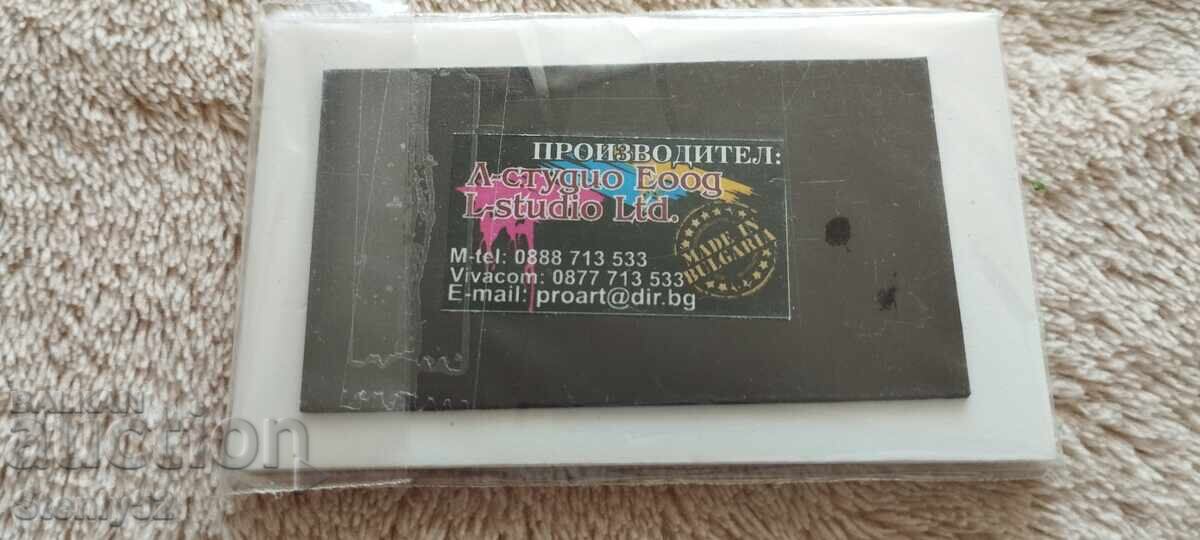 ПРОИЗВОДИТЕЛ:
Л-студио Еоод
L-studio Ltd.
MADE IN
BULGARIA
M-tel: 0888 713 533
Vivacom: 0877 713 533
E-mail: proart@dir.bg
BALKAN
auction
Stemly52